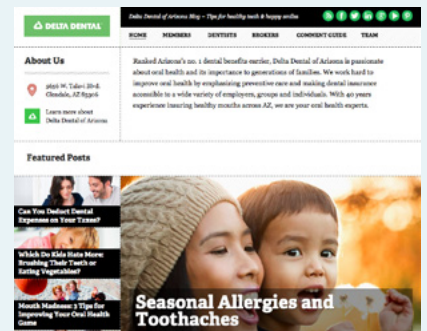 DELTA DENTAL
Delta Dental of Arizona Blog – Tips for healthy teeth & happy smiles
HOME MEMBERS DENTISTS BROKERS COMMENT GUIDE TEAM
About Us
5656 W. Talavi Blvd.
Glendale, AZ 85306
Learn more about
Delta Dental of Arizona
Ranked Arizona's no. 1 dental benefits carrier, Delta Dental of Arizona is passionate
about oral health and its importance to generations of families. We work hard to
improve oral health by emphasizing preventive care and making dental insurance
accessible to a wide variety of employers, groups and individuals. With 40 years
experience insuring healthy mouths across AZ, we are your oral health experts.
Featured Posts
Can You Deduct Dental
Expenses on Your Taxes?
Which Do Kids Hate More:
Brushing Their Teeth or
Eating Vegetables?
Mouth Madness: 3 Tips for
Improving Your Oral Health
Game
Seasonal Allergies and
Toothaches